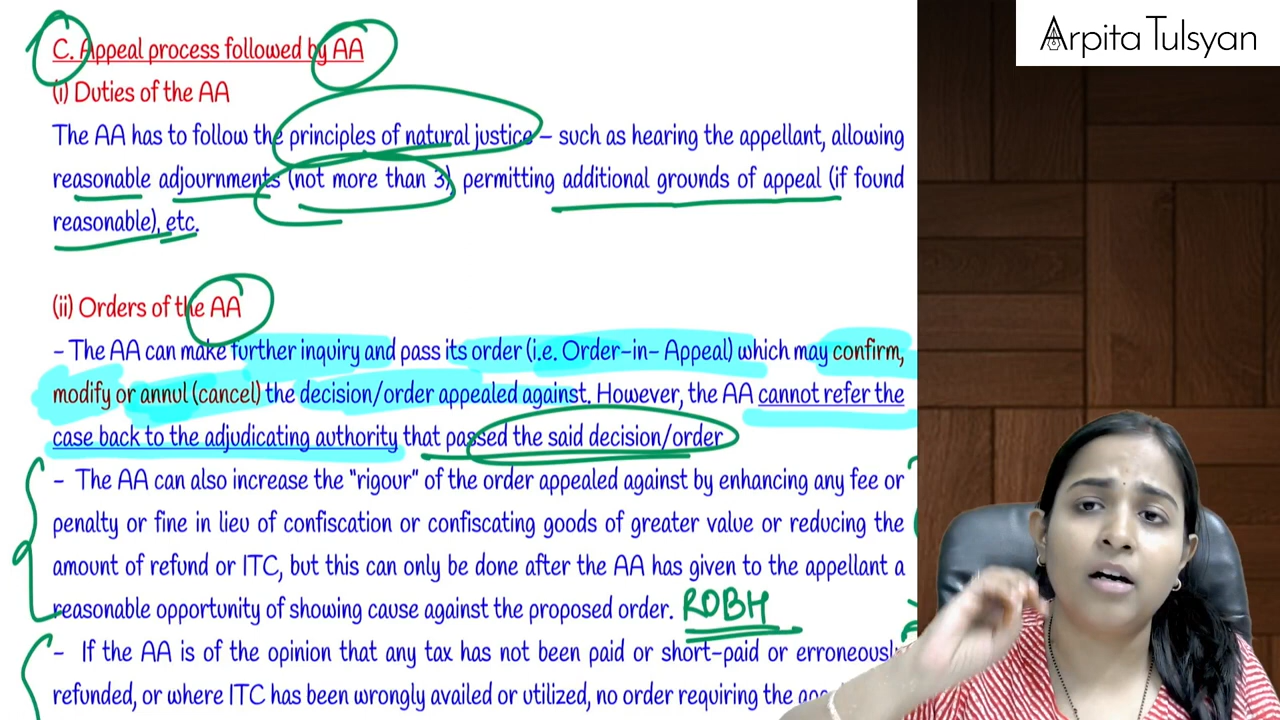 Arpita Tulsyan
C. Appeal process followed by AA
(i) Duties of the AA
The AA has to follow the principles of natural justice – such as hearing the appellant, allowing
reasonable adjournments (not more than 3), permitting additional grounds of appeal (if found
reasonable), etc.
(ii) Orders of the AA
– The AA can make further inquiry and pass its order (i.e. Order-in- Appeal) which may confirm,
modify or annul (cancel) the decision/order appealed against. However, the AA cannot refer the
case back to the adjudicating authority that passed the said decision/order
– The AA can also increase the "rigour" of the order appealed against by enhancing any fee or
penalty or fine in lieu of confiscation or confiscating goods of greater value or reducing the
amount of refund or ITC, but this can only be done after the AA has given to the appellant a
reasonable opportunity of showing cause against the proposed order. ROBH
– If the AA is of the opinion that any tax has not been paid or short-paid or erroneously
refunded, or where ITC has been wrongly availed or utilized, no order requiring the